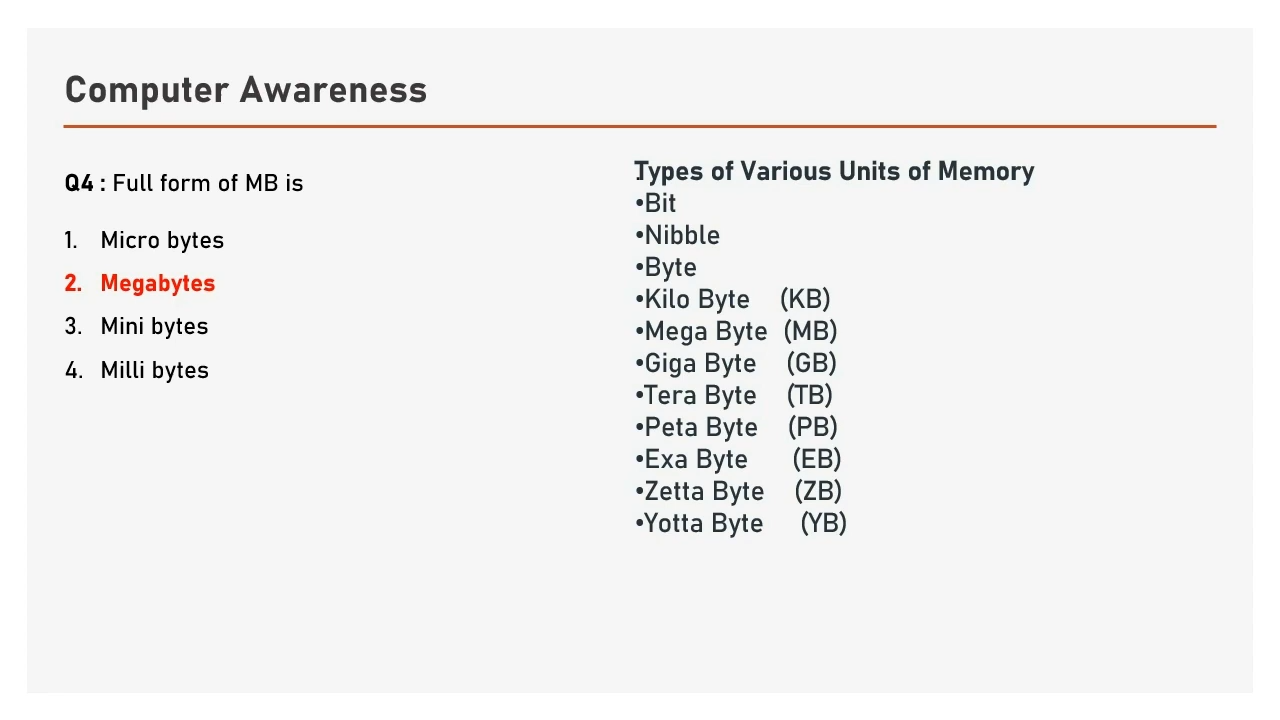 Computer Awareness
Q4 : Full form of MB is
1. Micro bytes
2. Megabytes
3. Mini bytes
4. Milli bytes
Types of Various Units of Memory
•Bit
•Nibble
•Byte
•Kilo Byte (KB)
•Mega Byte (MB)
•Giga Byte (GB)
•Tera Byte (TB)
•Peta Byte (PB)
•Exa Byte (EB)
•Zetta Byte (ZB)
•Yotta Byte (YB)